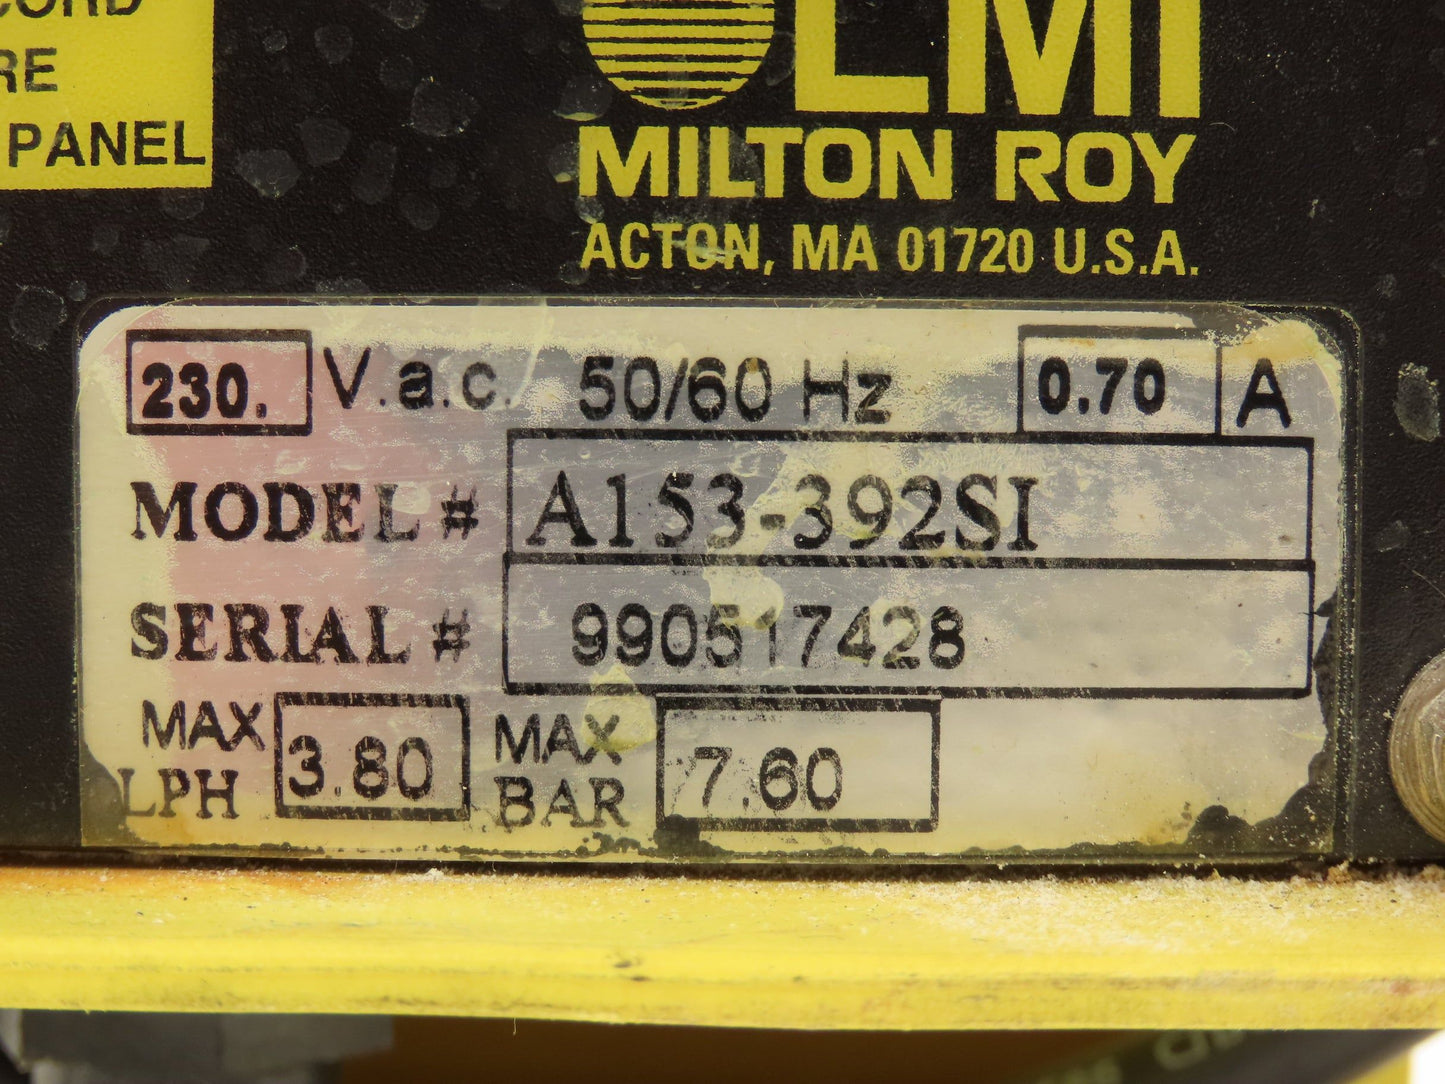 CORD
RE
PANEL
LMI
MILTON ROY
ACTON, MA 01720 U.S.A.
230. V.a.c. 50/60 Hz 0.70 A
MODEL # A153-392SI
SERIAL # 990517428
MAX LPH 3.80 MAX BAR 7.60